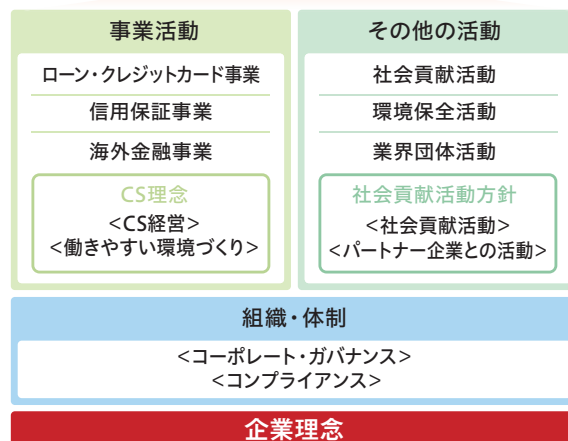 事業活動
ローン・クレジットカード事業
信用保証事業
海外金融事業
CS理念
<CS経営>
<働きやすい環境づくり>
その他の活動
社会貢献活動
環境保全活動
業界団体活動
社会貢献活動方針
<社会貢献活動>
<パートナー企業との活動>
組織・体制
<コーポレート・ガバナンス>
<コンプライアンス>
企業理念